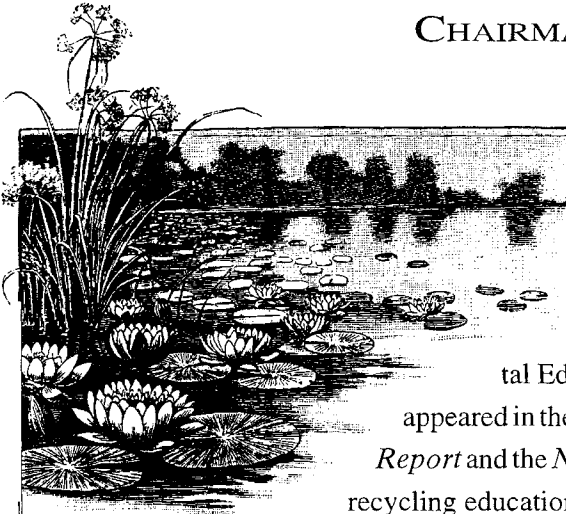 CHAIRMA
tal Ed
appeared in the
Report and the N
recycling education